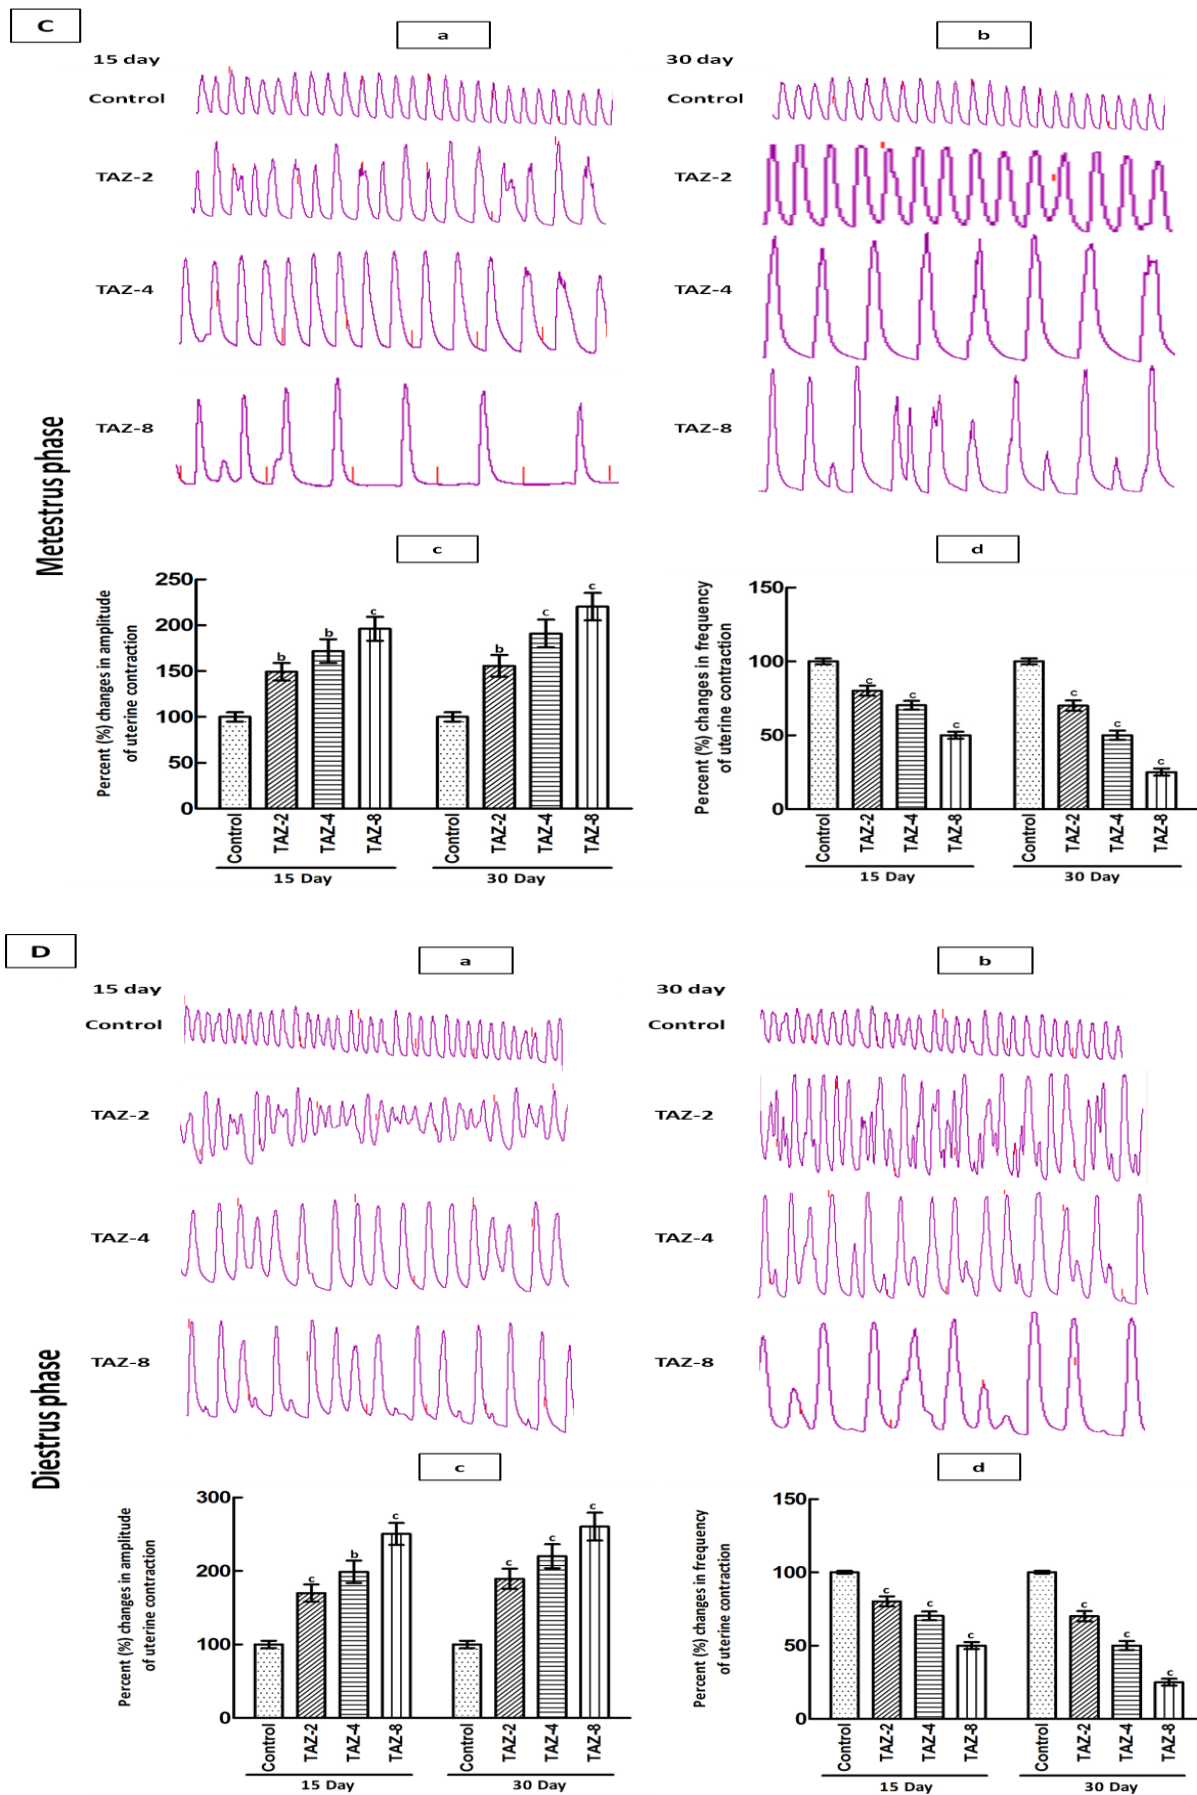 C
a
b
15 day
30 day
Control
Control
TAZ-2
TAZ-2
TAZ-4
TAZ-4
TAZ-8
TAZ-8
Metestrus phase
c
d
Percent (%) changes in amplitude
of uterine contraction
250
200
150
100
50
0
b
b
c
b
c
c
Control
TAZ-2
TAZ-4
TAZ-8
Control
TAZ-2
TAZ-4
TAZ-8
15 Day
30 Day
Percent (%) changes in frequency
of uterine contraction
150
100
50
0
c
c
c
c
c
c
Control
TAZ-2
TAZ-4
TAZ-8
Control
TAZ-2
TAZ-4
TAZ-8
15 Day
30 Day
D
a
b
15 day
30 day
Control
Control
TAZ-2
TAZ-2
TAZ-4
TAZ-4
TAZ-8
TAZ-8
Diestrus phase
c
d
Percent (%) changes in amplitude
of uterine contraction
300
200
100
0
c
b
c
c
c
c
Control
TAZ-2
TAZ-4
TAZ-8
Control
TAZ-2
TAZ-4
TAZ-8
15 Day
30 Day
Percent (%) changes in frequency
of uterine contraction
150
100
50
0
c
c
c
c
c
c
Control
TAZ-2
TAZ-4
TAZ-8
Control
TAZ-2
TAZ-4
TAZ-8
15 Day
30 Day